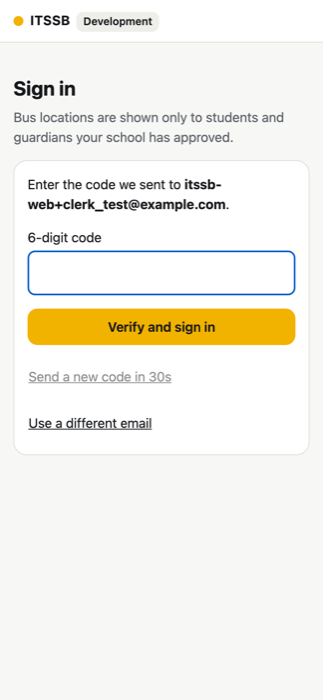 ITSSB Development
Sign in
Bus locations are shown only to students and
guardians your school has approved.
Enter the code we sent to itssb-
web+clerk_test@example.com.
6-digit code
Verify and sign in
Send a new code in 30s
Use a different email